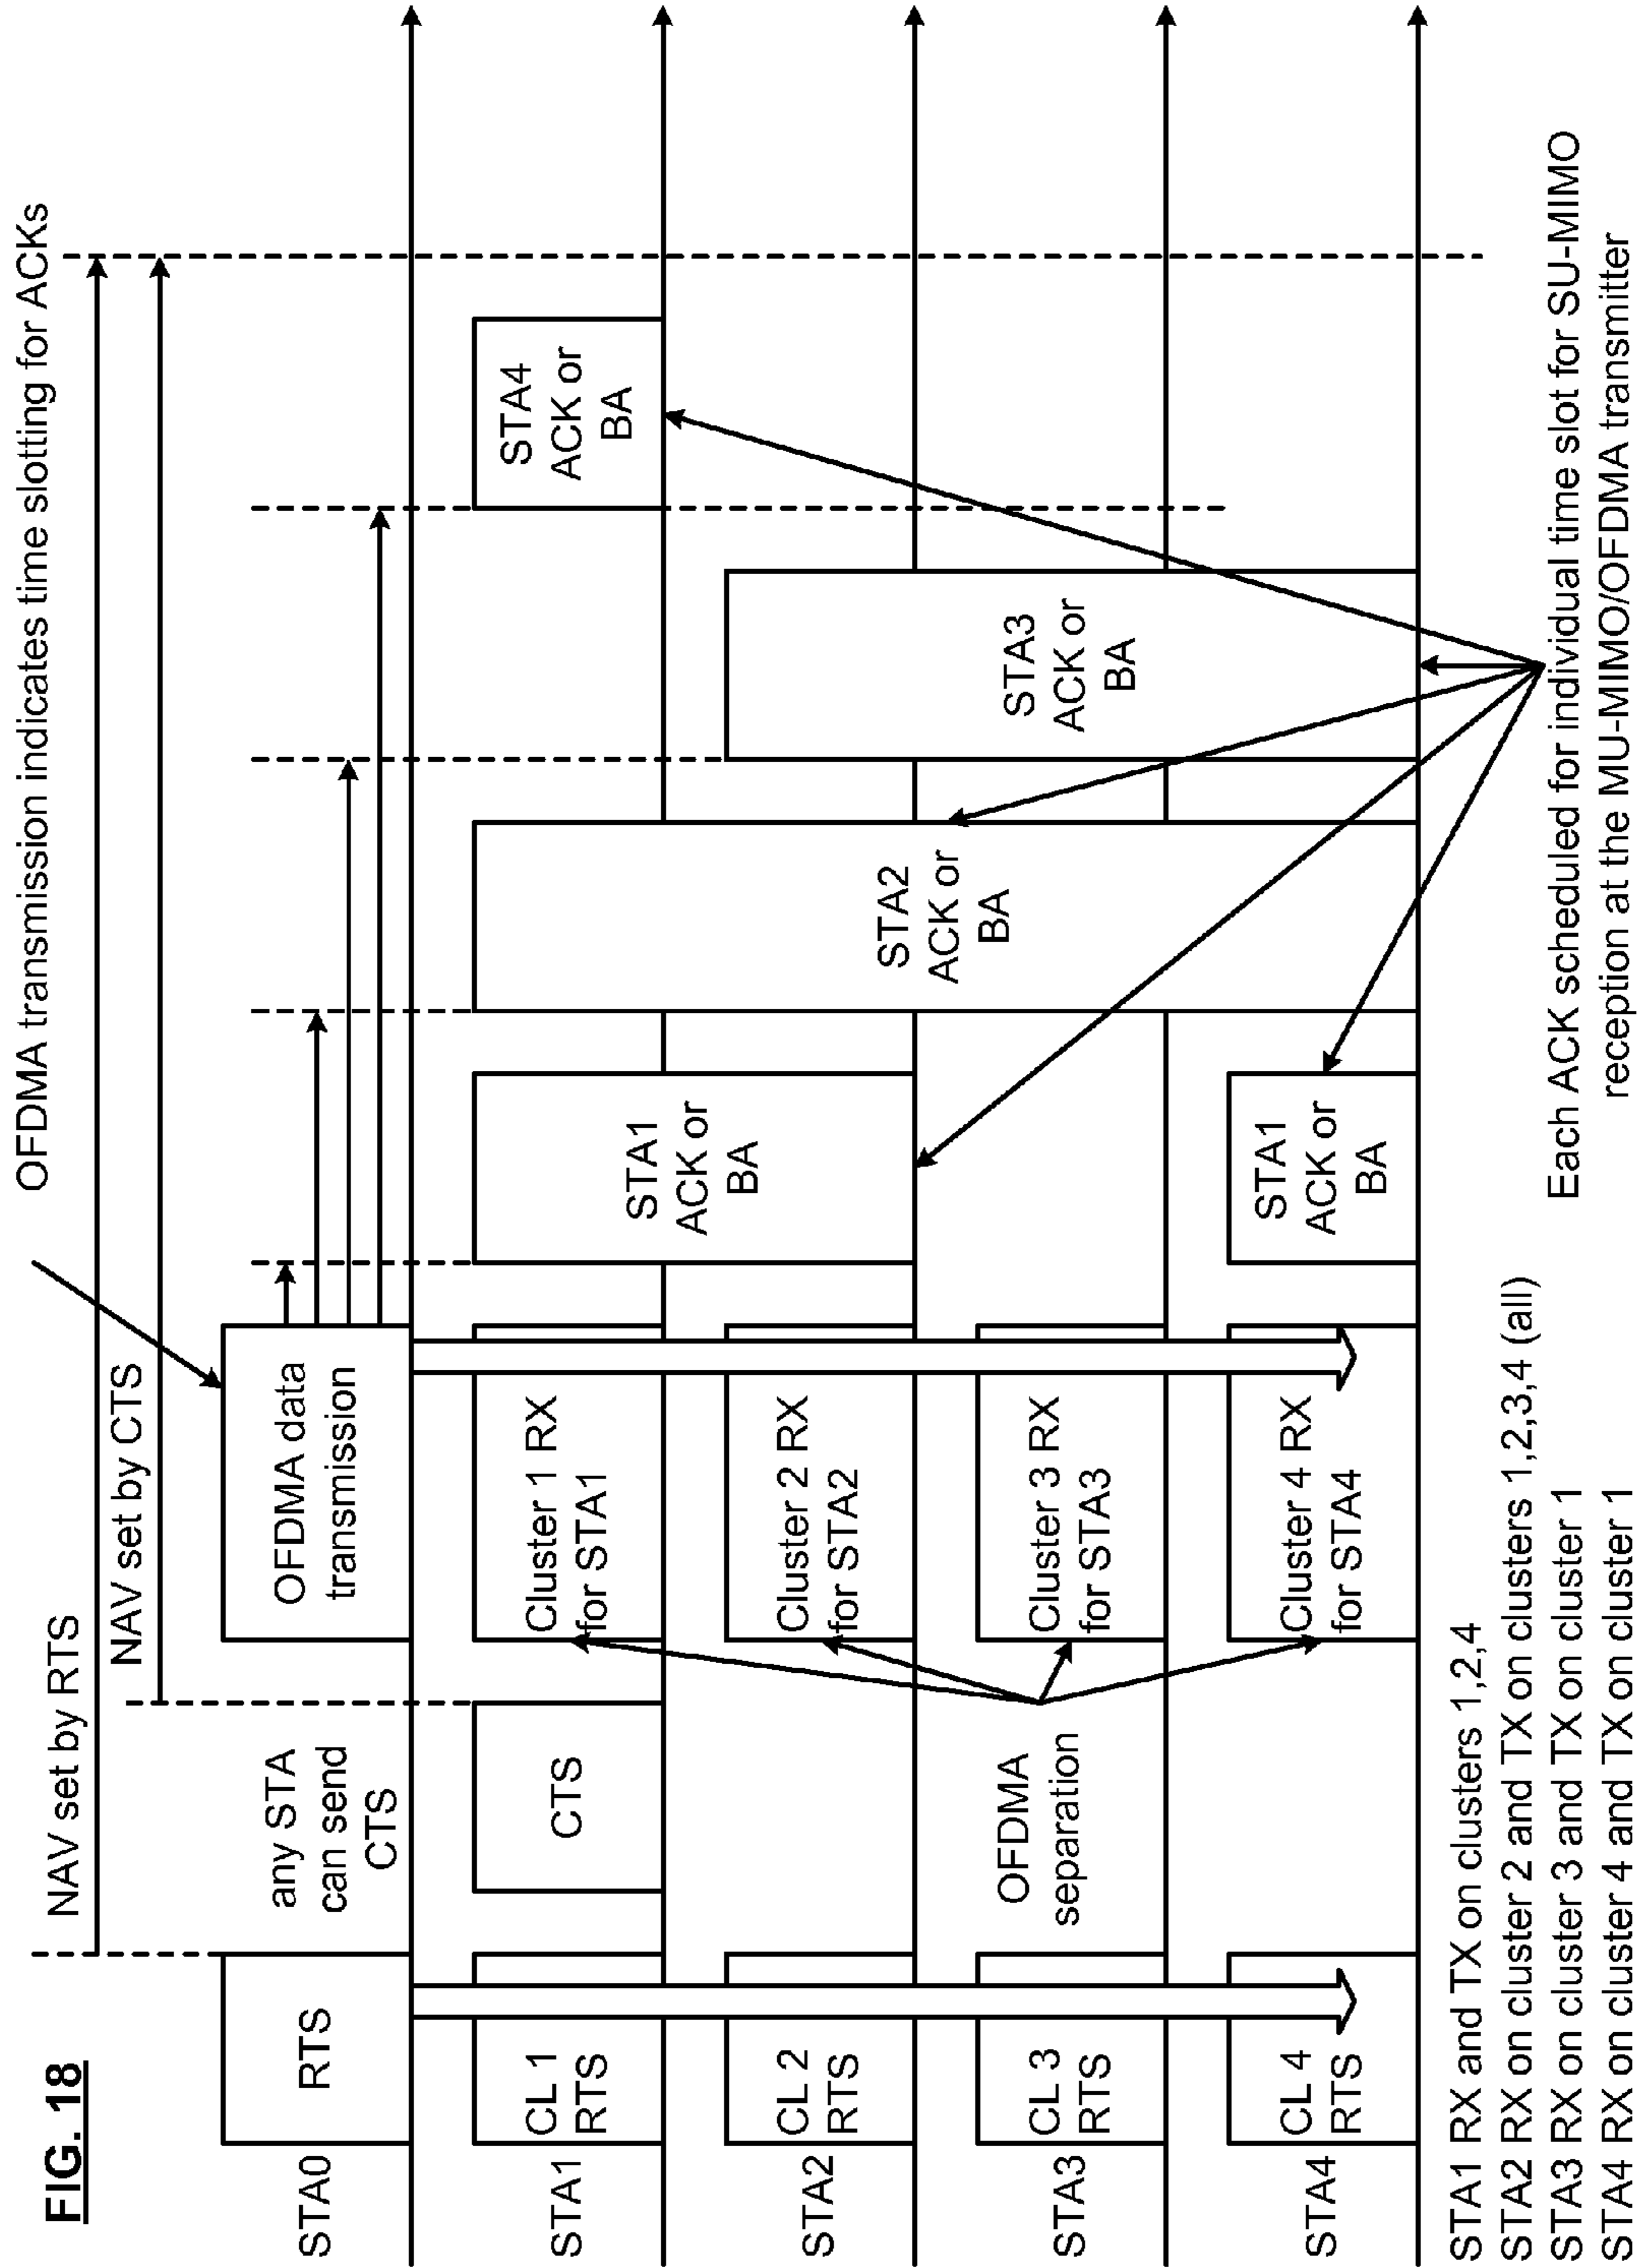 FIG. 18
OFDMA transmission indicates time slotting for ACKs
NAV set by RTS
NAV set by CTS
STA0
RTS
any STA
can send
CTS
OFDMA data
transmission
STA1
CL 1
RTS
CTS
Cluster 1 RX
for STA1
STA1
ACK or
BA
STA2
ACK or
BA
STA4
ACK or
BA
STA2
CL 2
RTS
Cluster 2 RX
for STA2
STA3
ACK or
BA
STA3
CL 3
RTS
OFDMA
separation
Cluster 3 RX
for STA3
STA4
CL 4
RTS
Cluster 4 RX
for STA4
STA1
ACK or
BA
STA1 RX and TX on clusters 1,2,4
STA2 RX on cluster 2 and TX on clusters 1,2,3,4 (all)
STA3 RX on cluster 3 and TX on cluster 1
STA4 RX on cluster 4 and TX on cluster 1
Each ACK scheduled for individual time slot for SU-MIMO
reception at the MU-MIMO/OFDMA transmitter